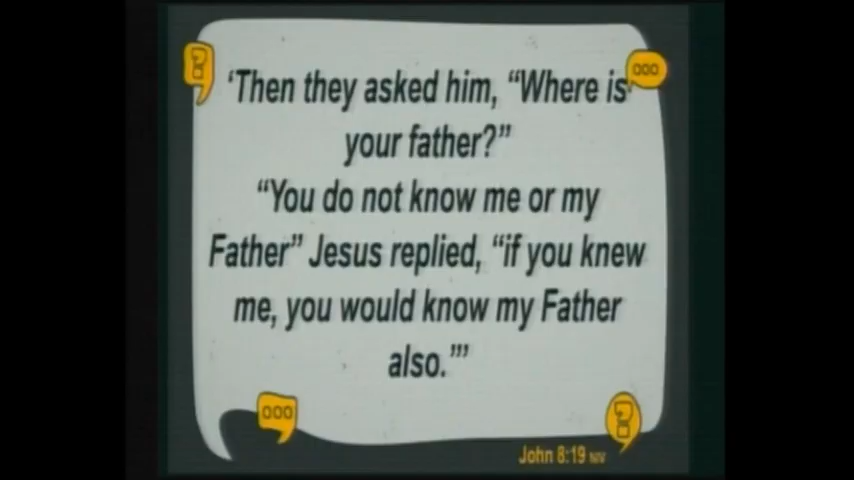 ‘Then they asked him, “Where is
your father?”
“You do not know me or my
Father” Jesus replied, “if you knew
me, you would know my Father
also.”’
John 8:19 NIV